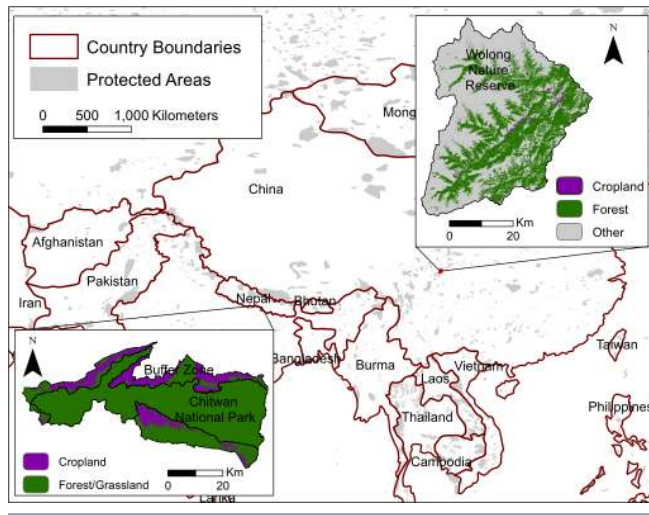 Country Boundaries
Protected Areas
0 500 1,000 Kilometers
N
Wolong
Nature
Reserve
Cropland
Forest
Other
Km
0 20
Mong
China
Afghanistan
Pakistan
Iran
Nepal
Bhutan
Bangladesh
Burma
Laos
Vietnam
Taiwan
Thailand
Philippines
Cambodia
N
Buffer Zone
Chitwan
National Park
Cropland
Forest/Grassland
Km
0 20
Lanka